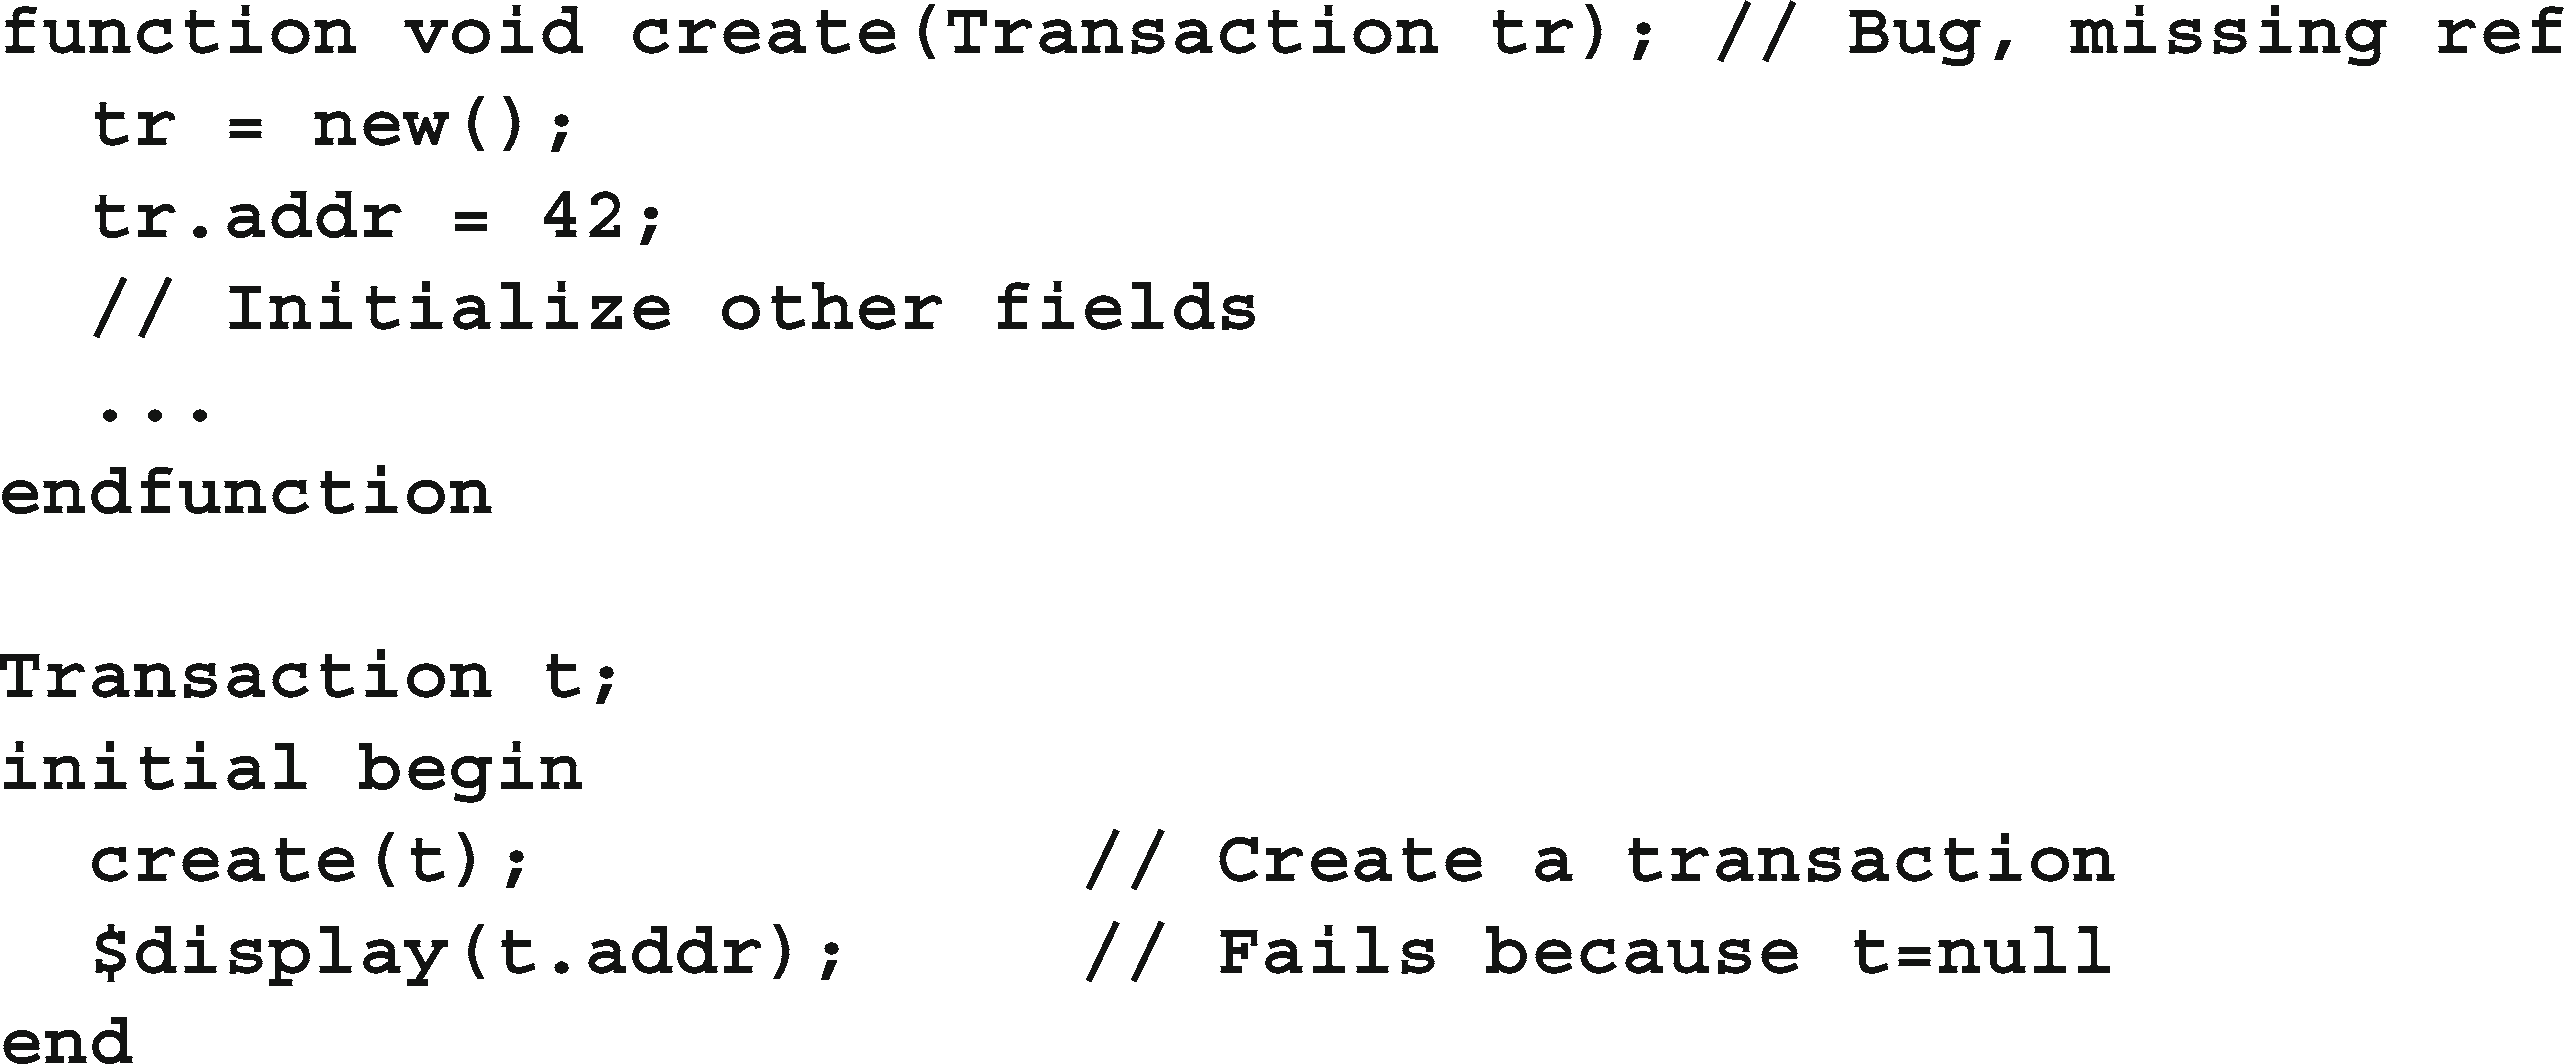 function void create(Transaction tr); // Bug, missing ref
  tr = new();
  tr.addr = 42;
  // Initialize other fields
  ...
endfunction

Transaction t;
initial begin
  create(t);            // Create a transaction
  $display(t.addr);     // Fails because t=null
end